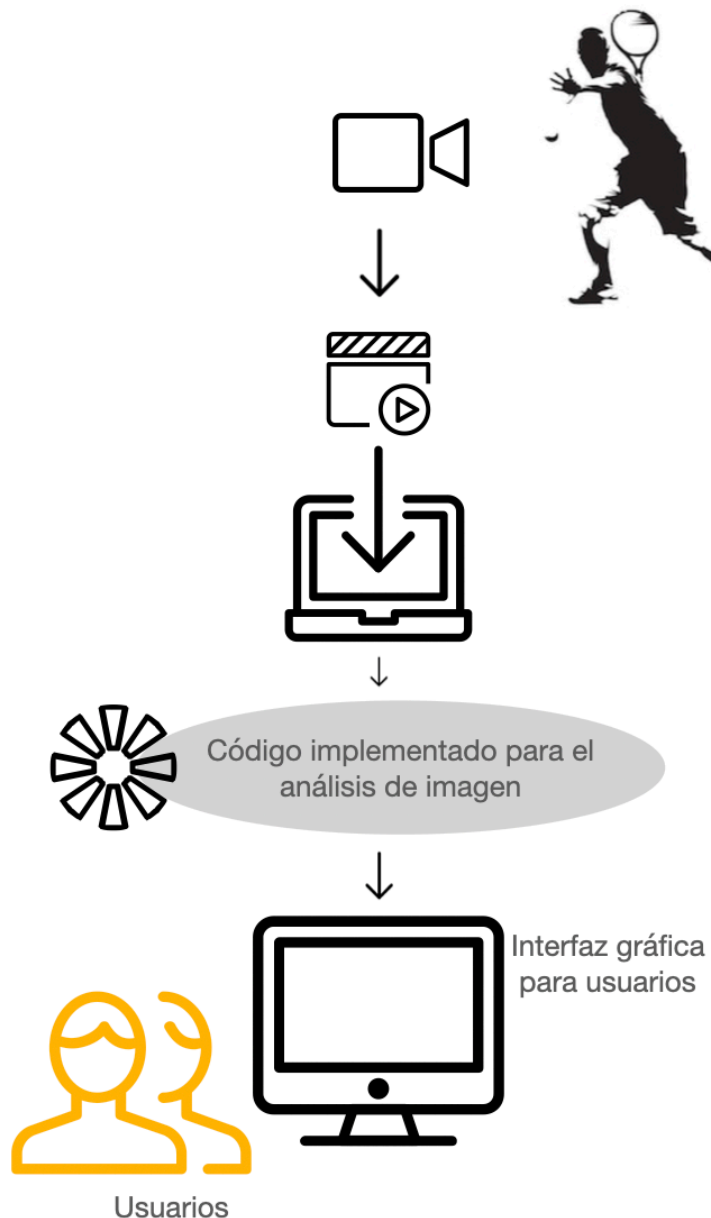 Código implementado para el
análisis de imagen
Interfaz gráfica
para usuarios
Usuarios